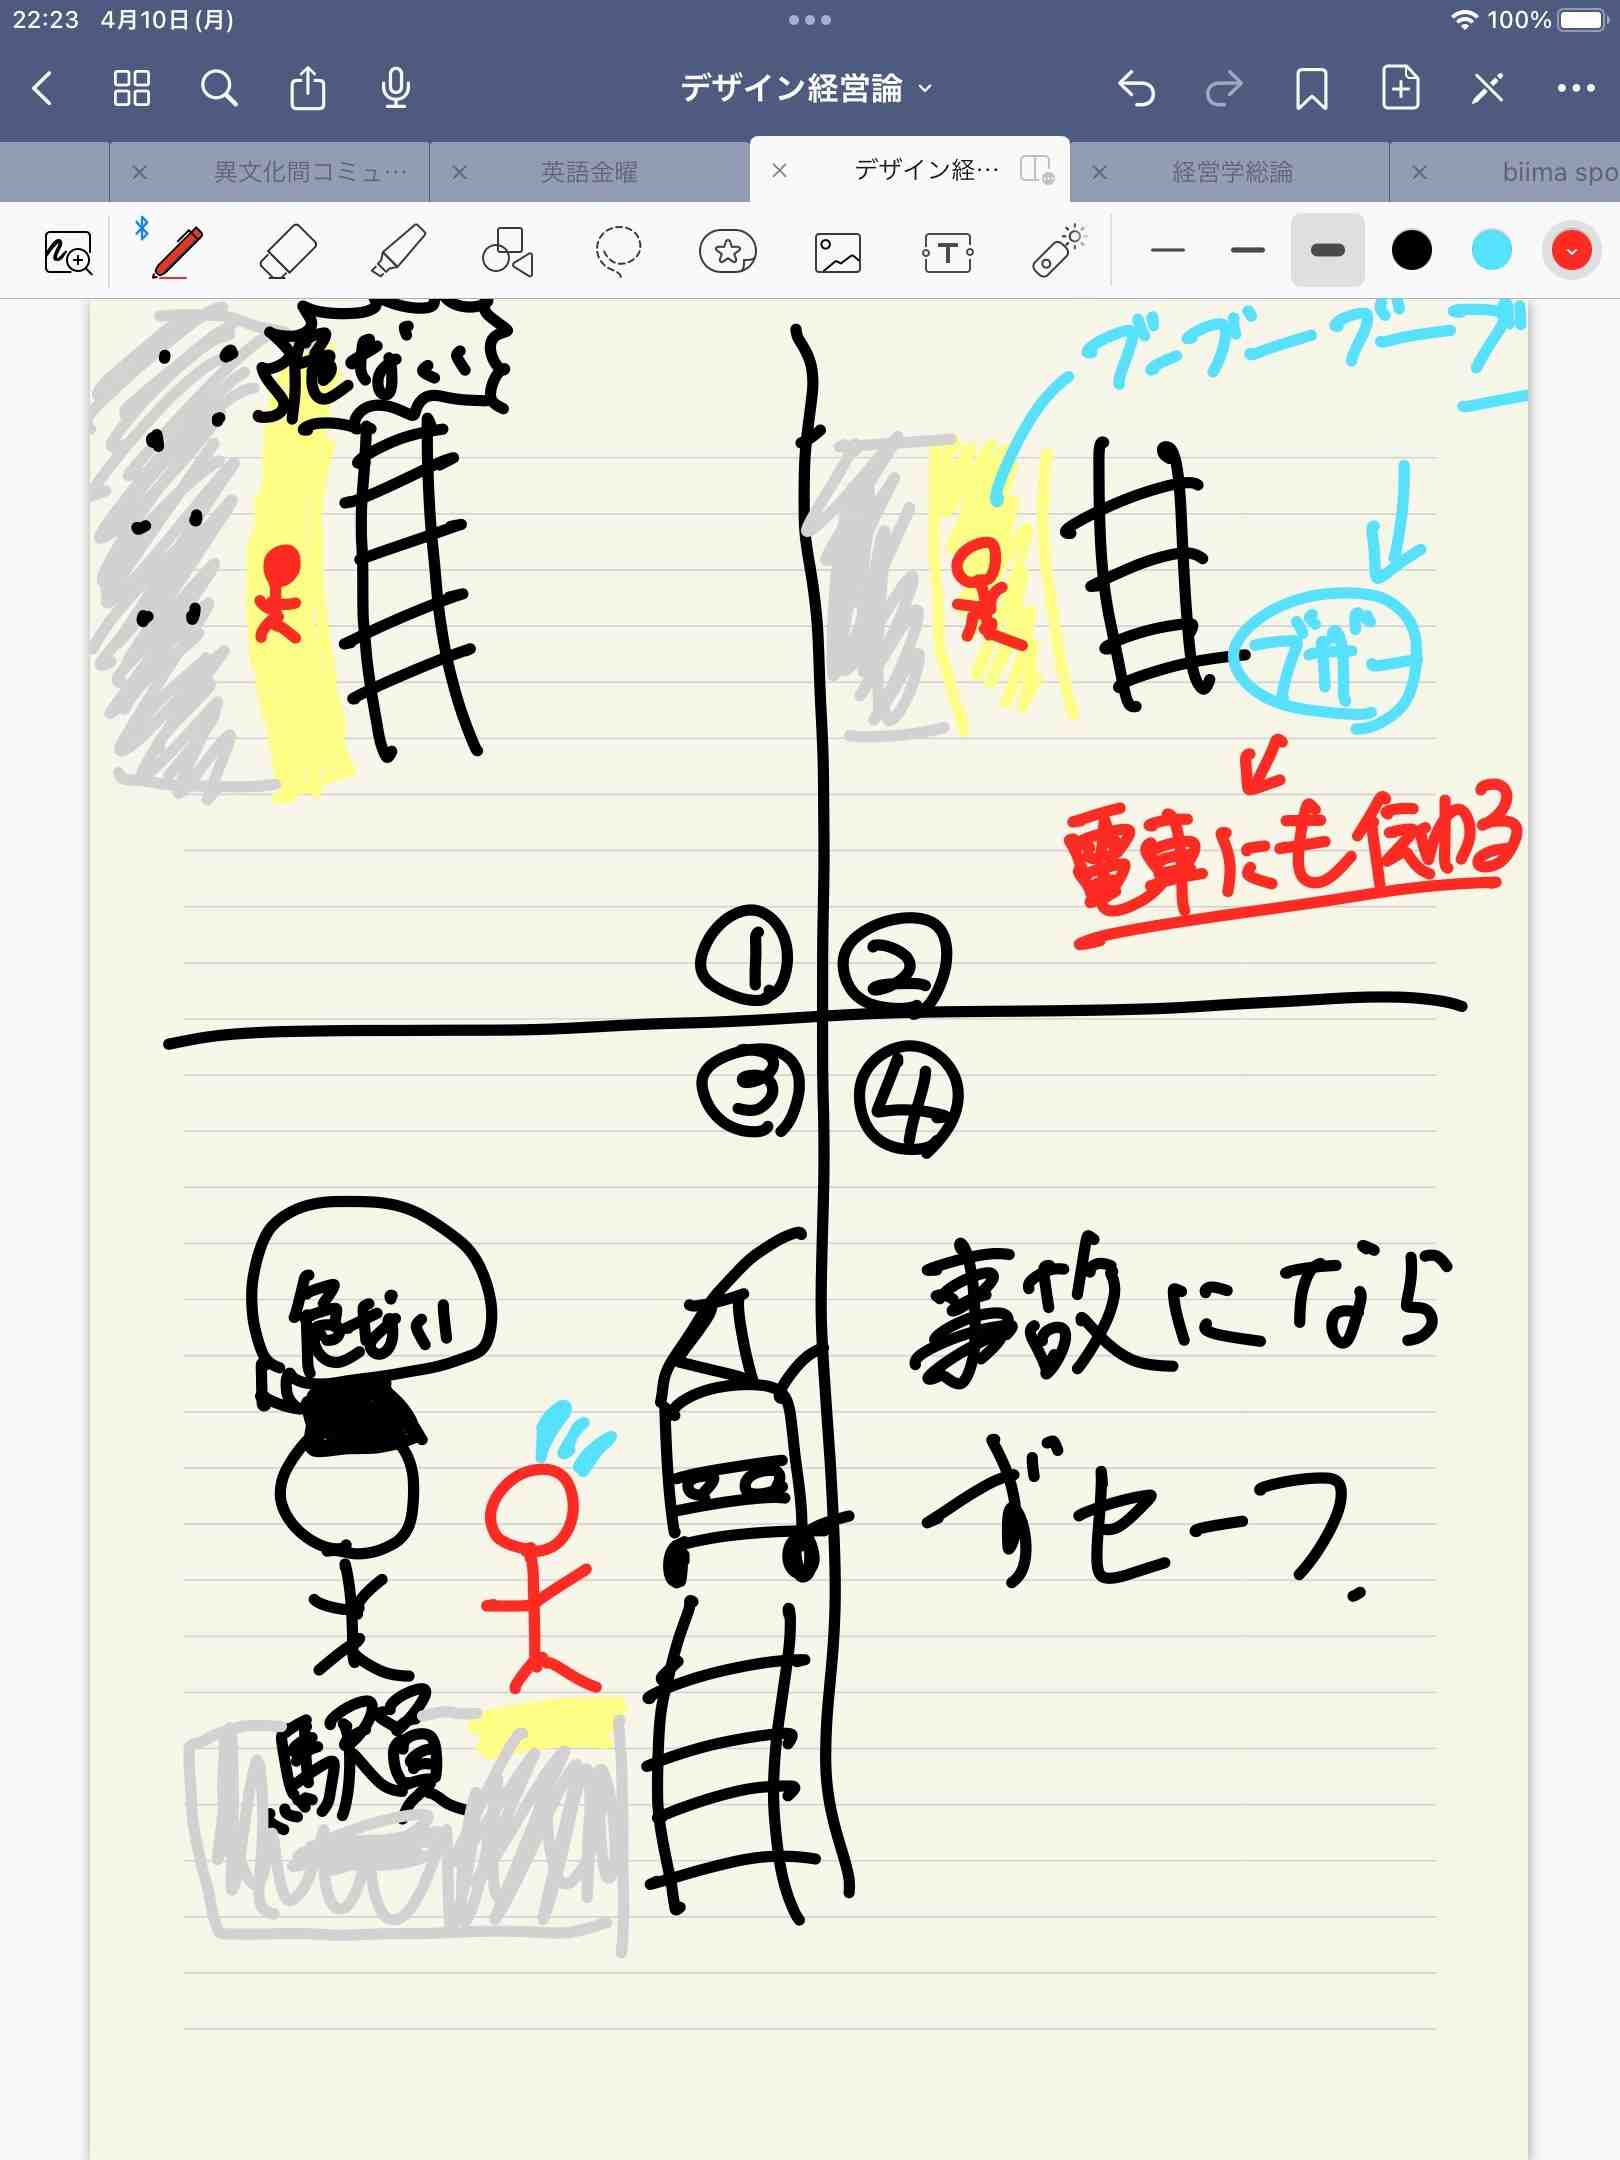 22:23 4月10日(月)
100%
デザイン経営論
異文化間コミュ…
英語金曜
デザイン経…
経営学総論
biima spo
危ない
ブーブーブーブ
ブザー
電車にも伝わる
① ②
③ ④
危ない
駅員
事故になら
ずセーフ.